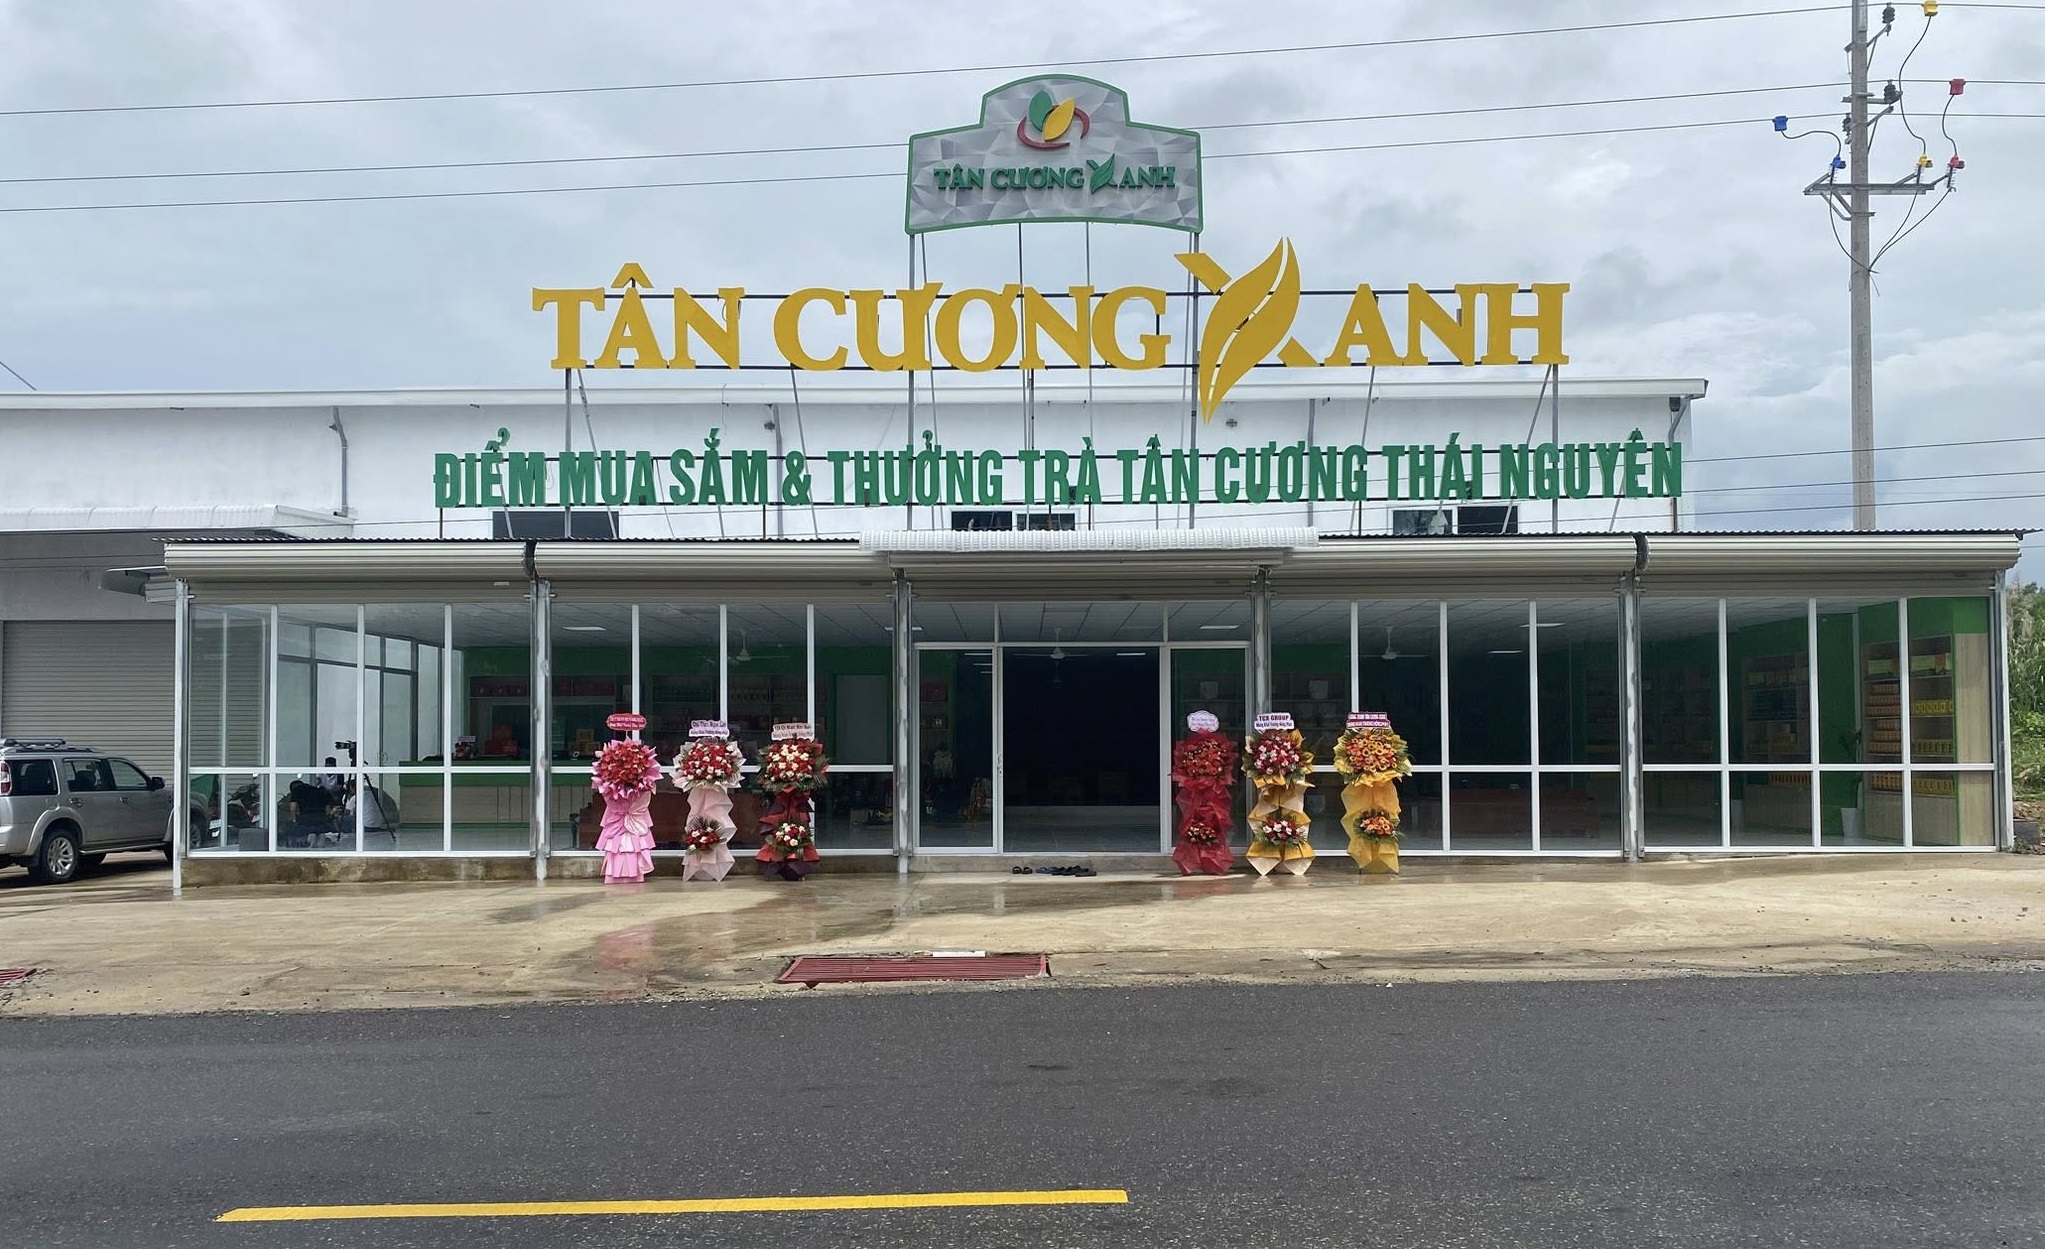 TÂN CƯƠNG XANH
TÂN CƯƠNG XANH
ĐIỂM MUA SẮM & THƯỞNG TRÀ TÂN CƯƠNG THÁI NGUYÊN
TCX GROUP